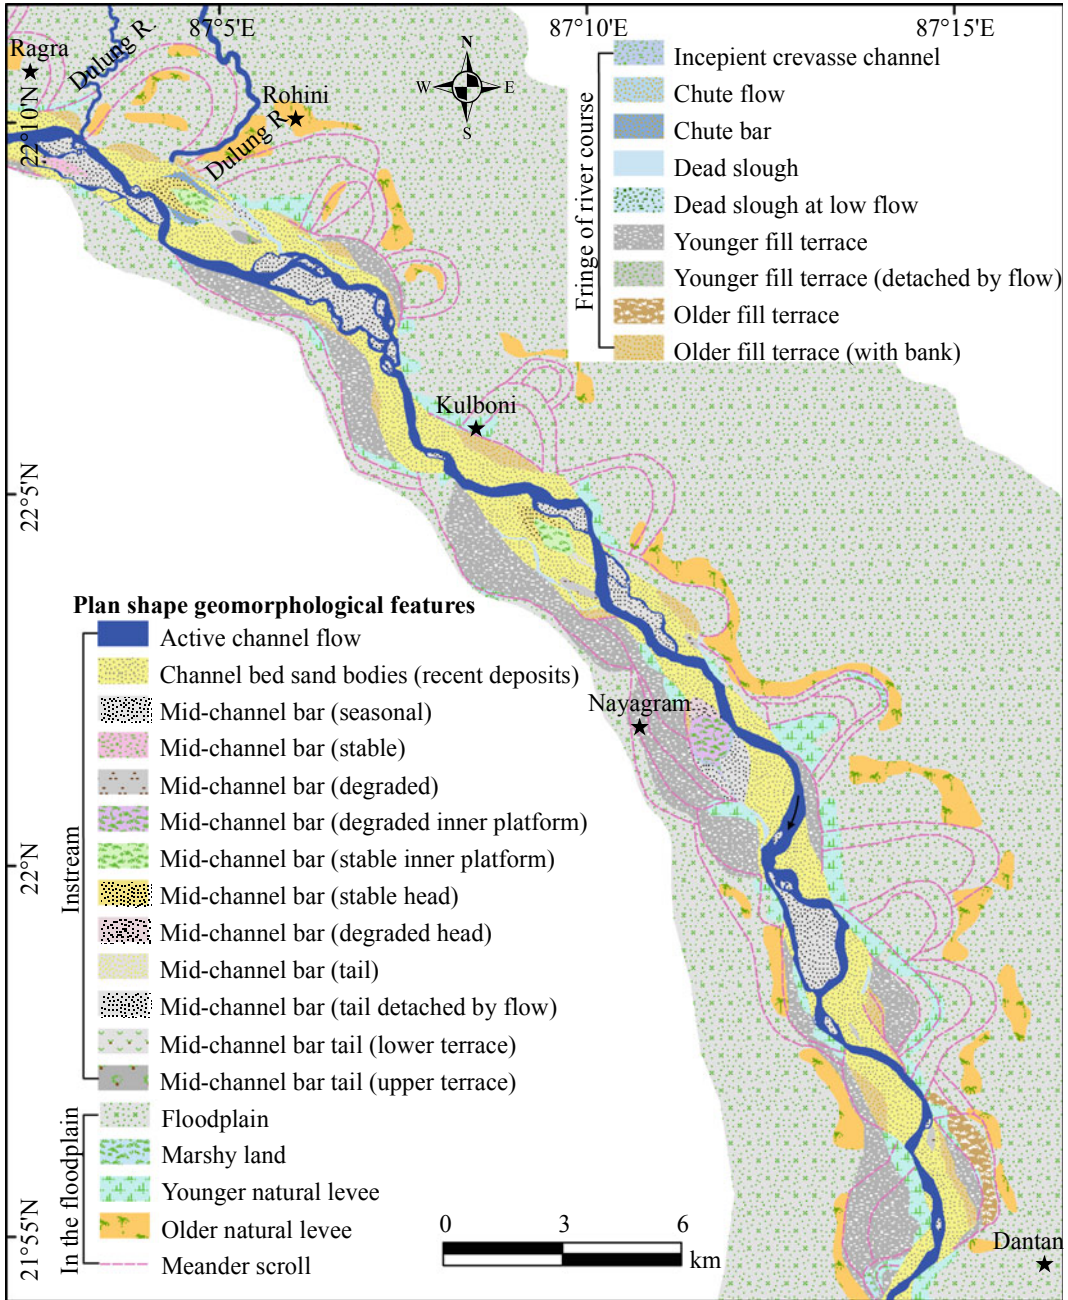 87°5'E
87°10'E
87°15'E
Ragra
Dulung R.
Rohini
Dulung R.
N
W
E
S
22°10'N
22°5'N
22°N
21°55'N
Kulboni
Nayagram
Dantan
Fringe of river course
Incepient crevasse channel
Chute flow
Chute bar
Dead slough
Dead slough at low flow
Younger fill terrace
Younger fill terrace (detached by flow)
Older fill terrace
Older fill terrace (with bank)
Plan shape geomorphological features
Instream
Active channel flow
Channel bed sand bodies (recent deposits)
Mid-channel bar (seasonal)
Mid-channel bar (stable)
Mid-channel bar (degraded)
Mid-channel bar (degraded inner platform)
Mid-channel bar (stable inner platform)
Mid-channel bar (stable head)
Mid-channel bar (degraded head)
Mid-channel bar (tail)
Mid-channel bar (tail detached by flow)
Mid-channel bar tail (lower terrace)
Mid-channel bar tail (upper terrace)
In the floodplain
Floodplain
Marshy land
Younger natural levee
Older natural levee
Meander scroll
0 3 6
km